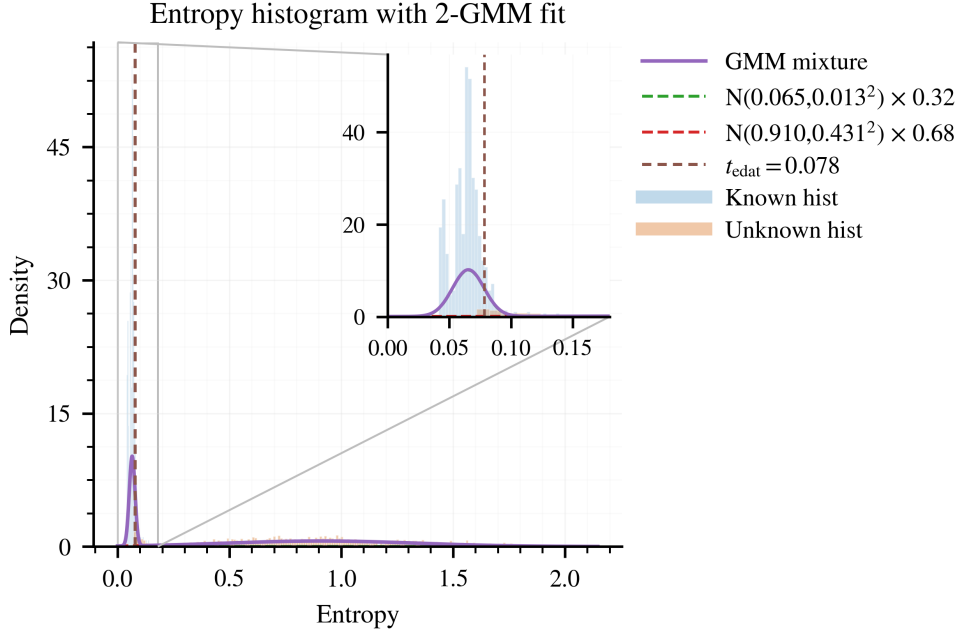 Entropy histogram with 2-GMM fit
GMM mixture
N(0.065,0.013²) × 0.32
N(0.910,0.431²) × 0.68
t_edat = 0.078
Known hist
Unknown hist
Density
45
30
15
0
40
20
0
0.00 0.05 0.10 0.15
0.0 0.5 1.0 1.5 2.0
Entropy